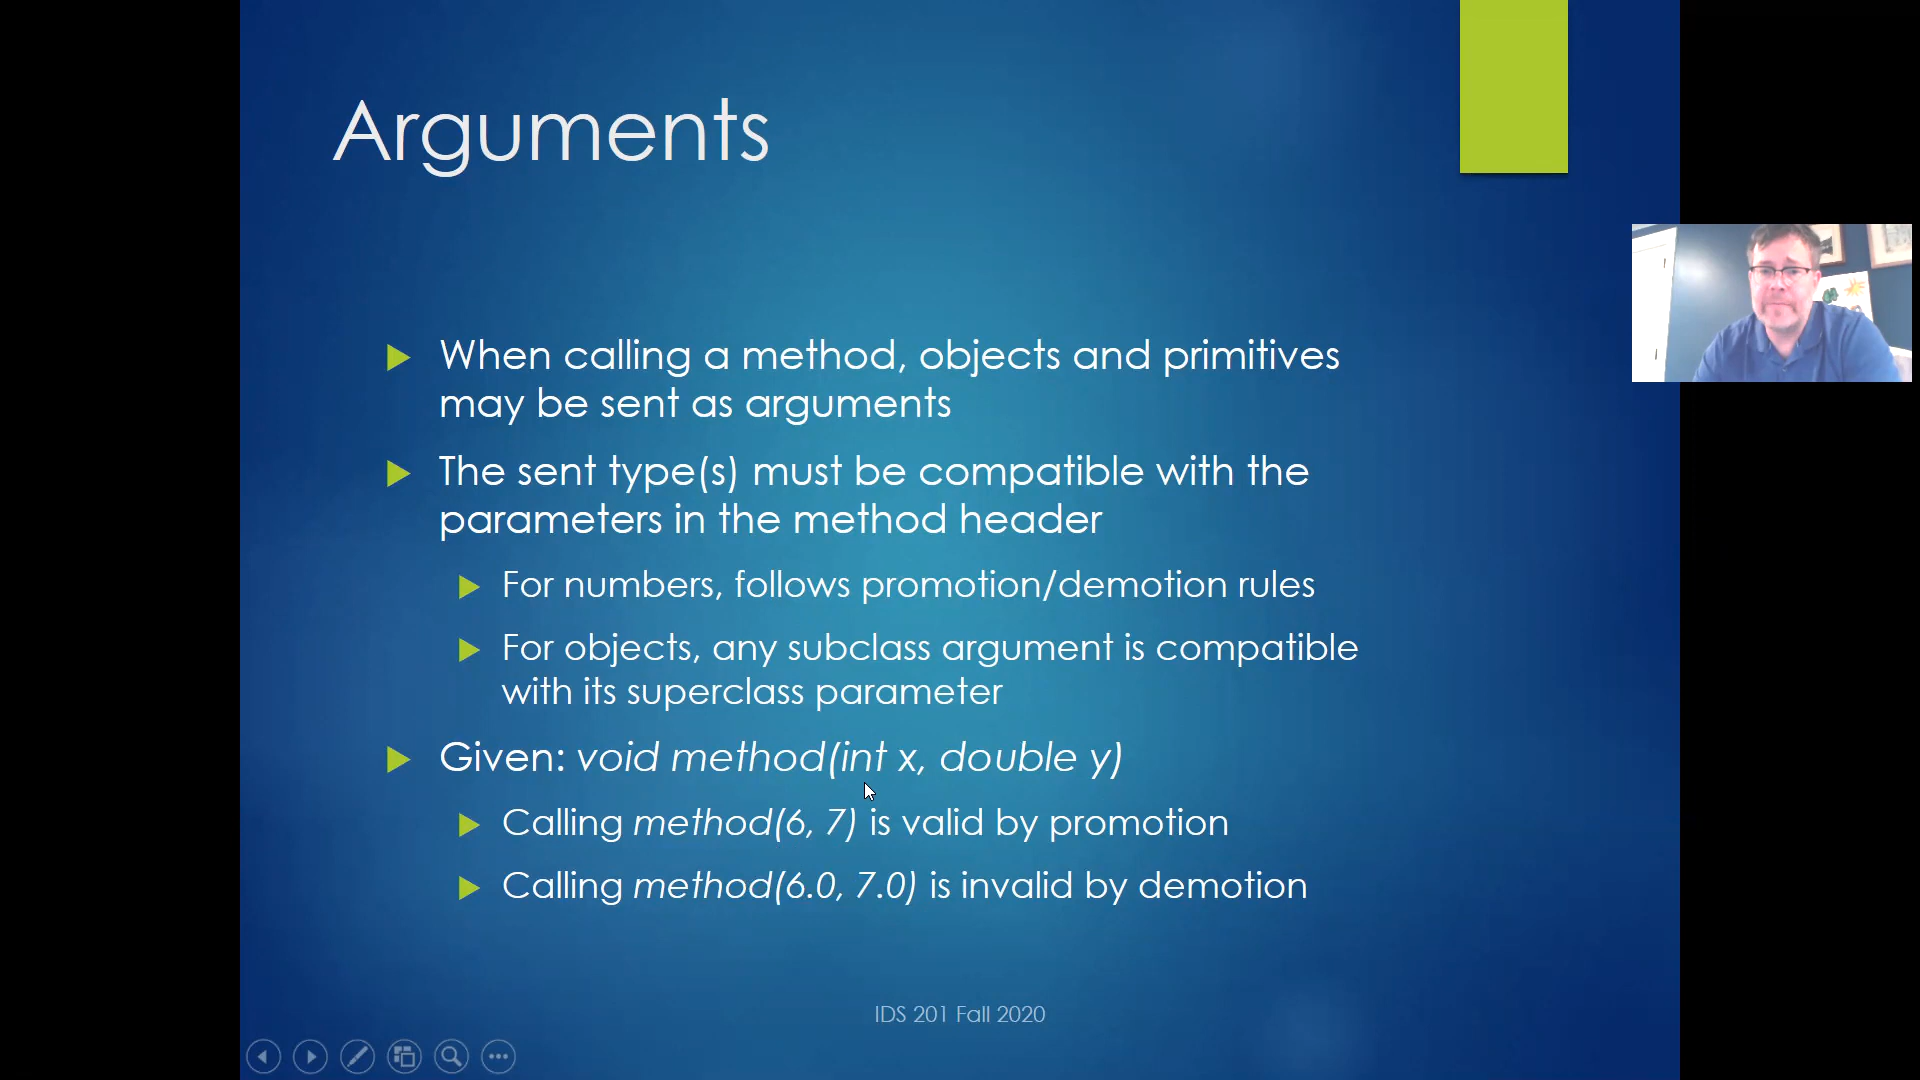 Arguments
When calling a method, objects and primitives
may be sent as arguments
The sent type(s) must be compatible with the
parameters in the method header
For numbers, follows promotion/demotion rules
For objects, any subclass argument is compatible
with its superclass parameter
Given: void method(int x, double y)
Calling method(6, 7) is valid by promotion
Calling method(6.0, 7.0) is invalid by demotion
IDS 201 Fall 2020